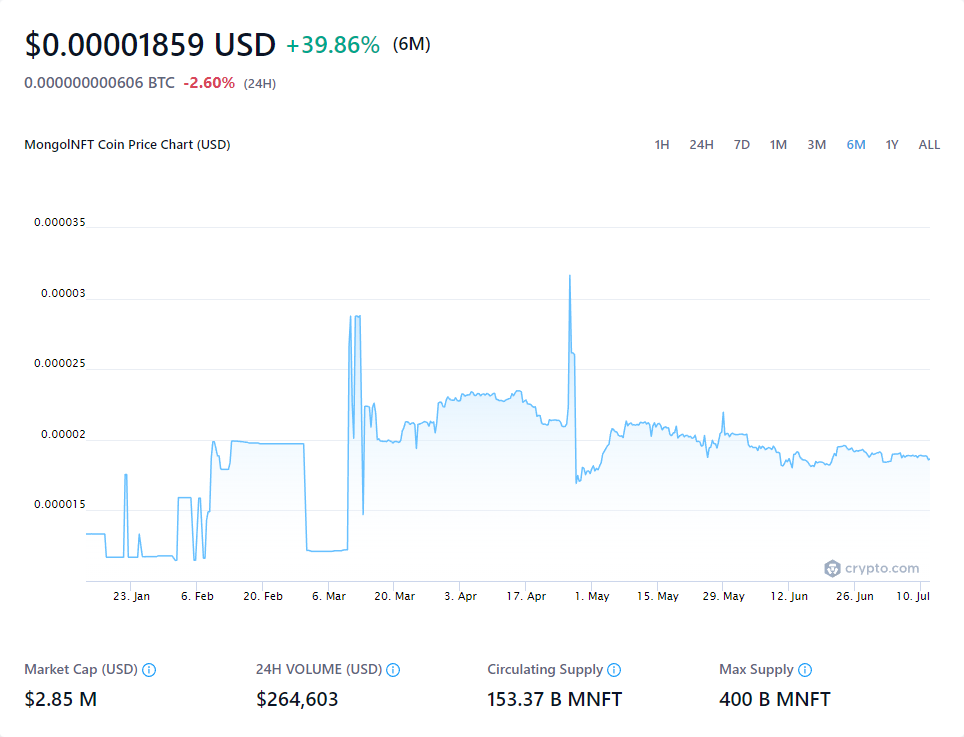 $0.00001859 USD +39.86% (6M)
0.000000000606 BTC -2.60% (24H)
MongolNFT Coin Price Chart (USD) 1H 24H 7D 1M 3M 6M 1Y ALL
0.000035
0.00003
0.000025
0.00002
0.000015
crypto.com
23. Jan 6. Feb 20. Feb 6. Mar 20. Mar 3. Apr 17. Apr 1. May 15. May 29. May 12. Jun 26. Jun 10. Jul
Market Cap (USD) 24H VOLUME (USD) Circulating Supply Max Supply
$2.85 M $264,603 153.37 B MNFT 400 B MNFT